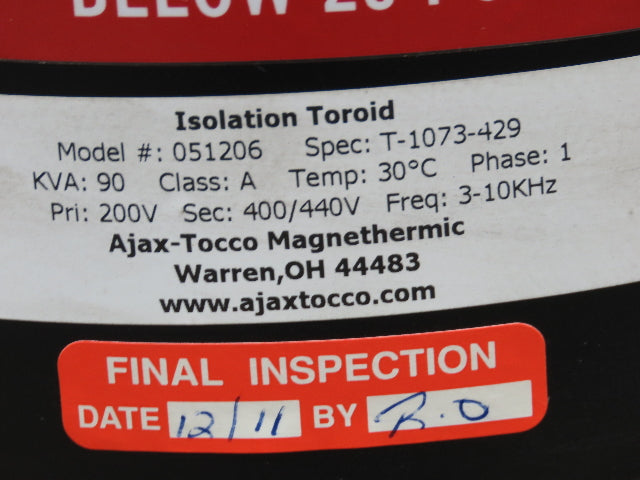 BELOW
Isolation Toroid
Model #: 051206 Spec: T-1073-429
KVA: 90 Class: A Temp: 30°C Phase: 1
Pri: 200V Sec: 400/440V Freq: 3-10KHz
Ajax-Tocco Magnethermic
Warren,OH 44483
www.ajaxtocco.com
FINAL INSPECTION
DATE 12/11 BY R.O